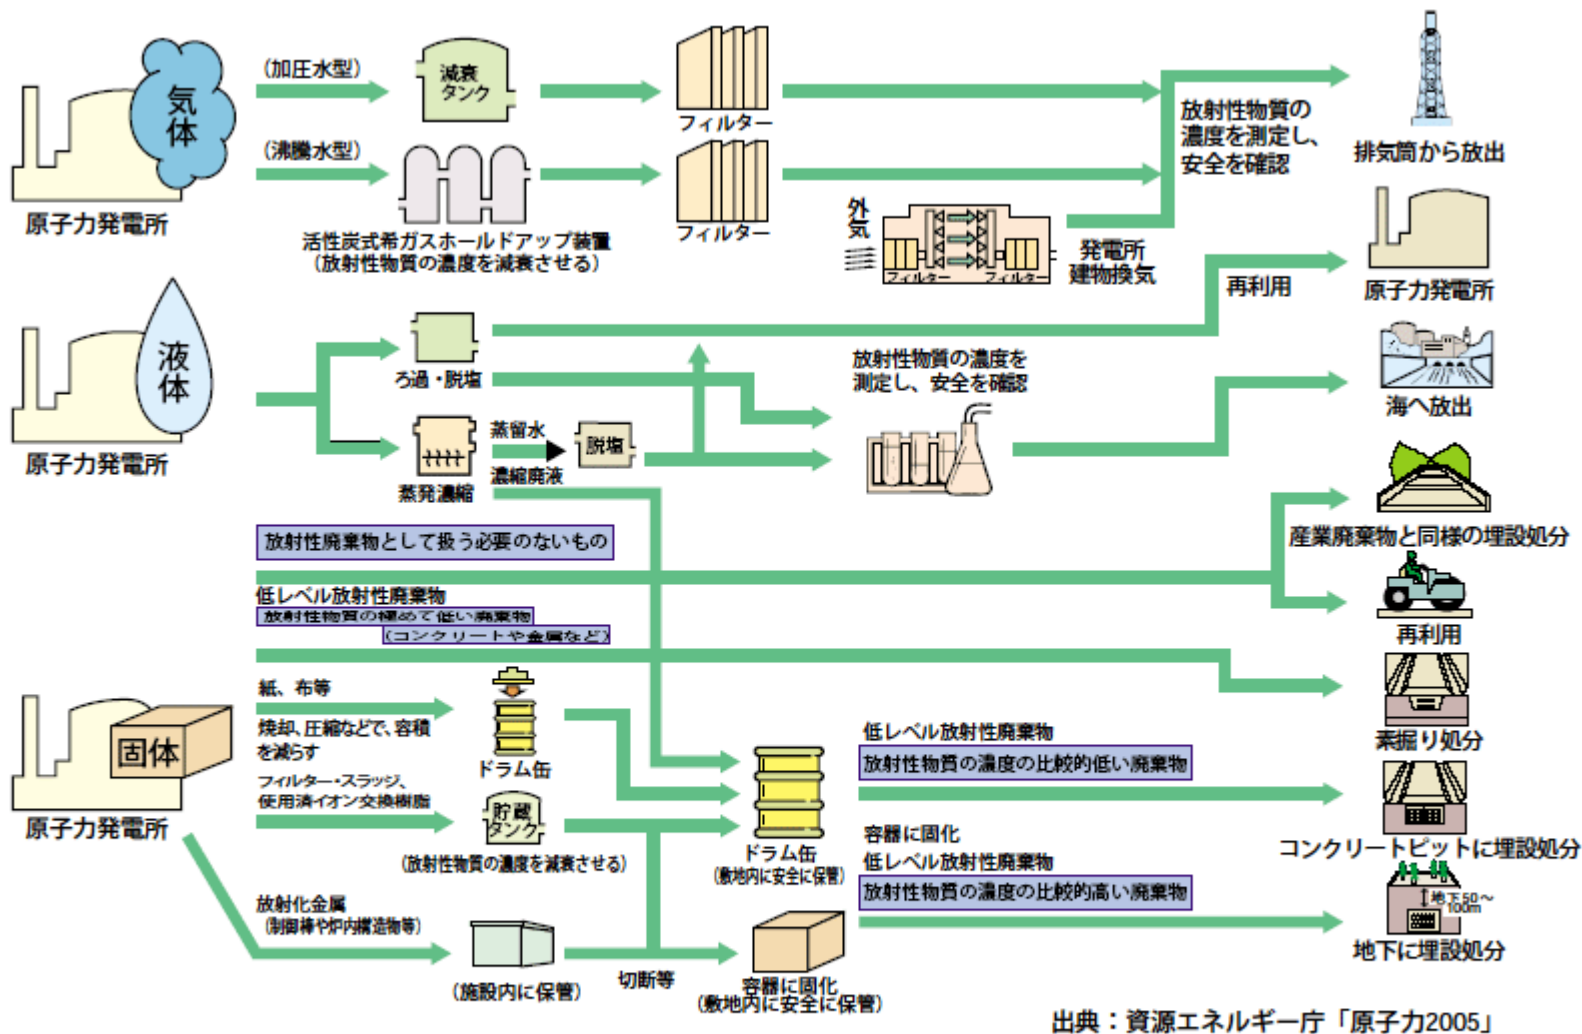 気
体
原子力発電所
(加圧水型)
減衰
タンク
フィルター
(沸騰水型)
活性炭式希ガスホールドアップ装置
(放射性物質の濃度を減衰させる)
フィルター
外気
フィルター
フィルター
発電所
建物換気
放射性物質の
濃度を測定し、
安全を確認
排気筒から放出
液
体
原子力発電所
ろ過・脱塩
蒸発濃縮
蒸留水
濃縮廃液
脱塩
放射性物質の濃度を
測定し、安全を確認
再利用
原子力発電所
海へ放出
放射性廃棄物として扱う必要のないもの
産業廃棄物と同様の埋設処分
再利用
低レベル放射性廃棄物
放射性物質の極めて低い廃棄物
(コンクリートや金属など)
素掘り処分
固体
原子力発電所
紙、布等
焼却、圧縮などで、容積
を減らす
ドラム缶
フィルター・スラッジ、
使用済イオン交換樹脂
貯蔵
タンク
(放射性物質の濃度を減衰させる)
放射化金属
(制御棒や炉内構造物等)
(施設内に保管)
切断等
ドラム缶
(敷地内に安全に保管)
容器に固化
(敷地内に安全に保管)
低レベル放射性廃棄物
放射性物質の濃度の比較的低い廃棄物
コンクリートピットに埋設処分
容器に固化
低レベル放射性廃棄物
放射性物質の濃度の比較的高い廃棄物
地下50~
100m
地下に埋設処分
出典:資源エネルギー庁「原子力2005」